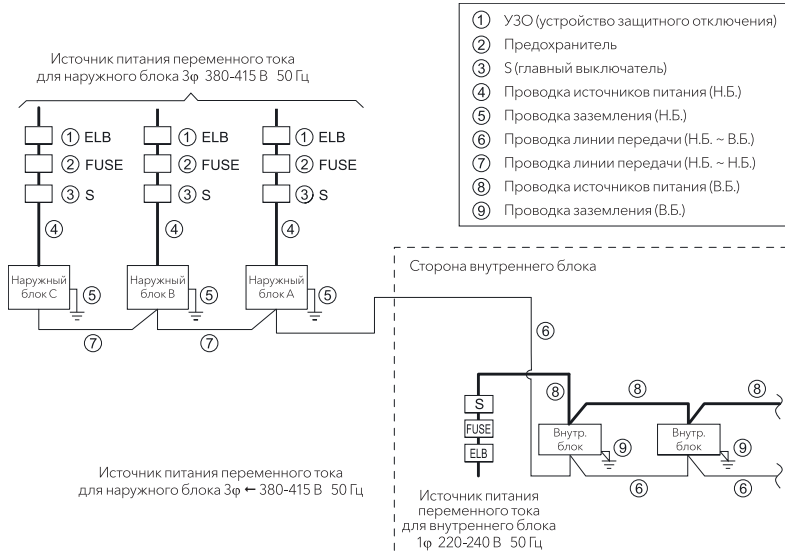 Источник питания переменного тока
для наружного блока 3φ 380-415 В 50 Гц
① ELB
① ELB
① ELB
② FUSE
② FUSE
② FUSE
③ S
③ S
③ S
④
④
④
Наружный
блок C
⑤
Наружный
блок B
⑤
Наружный
блок A
⑤
⑦
⑦
① УЗО (устройство защитного отключения)
② Предохранитель
③ S (главный выключатель)
④ Проводка источников питания (Н.Б.)
⑤ Проводка заземления (Н.Б.)
⑥ Проводка линии передачи (Н.Б. ~ В.Б.)
⑦ Проводка линии передачи (Н.Б. ~ Н.Б.)
⑧ Проводка источников питания (В.Б.)
⑨ Проводка заземления (В.Б.)
Сторона внутреннего блока
⑥
⑧
⑧
⑧
S
FUSE
ELB
Внутр.
блок
⑨
Внутр.
блок
⑨
⑥
⑥
Источник питания переменного тока
для наружного блока 3φ ← 380-415 В 50 Гц
Источник питания
переменного тока
для внутреннего блока
1φ 220-240 В 50 Гц